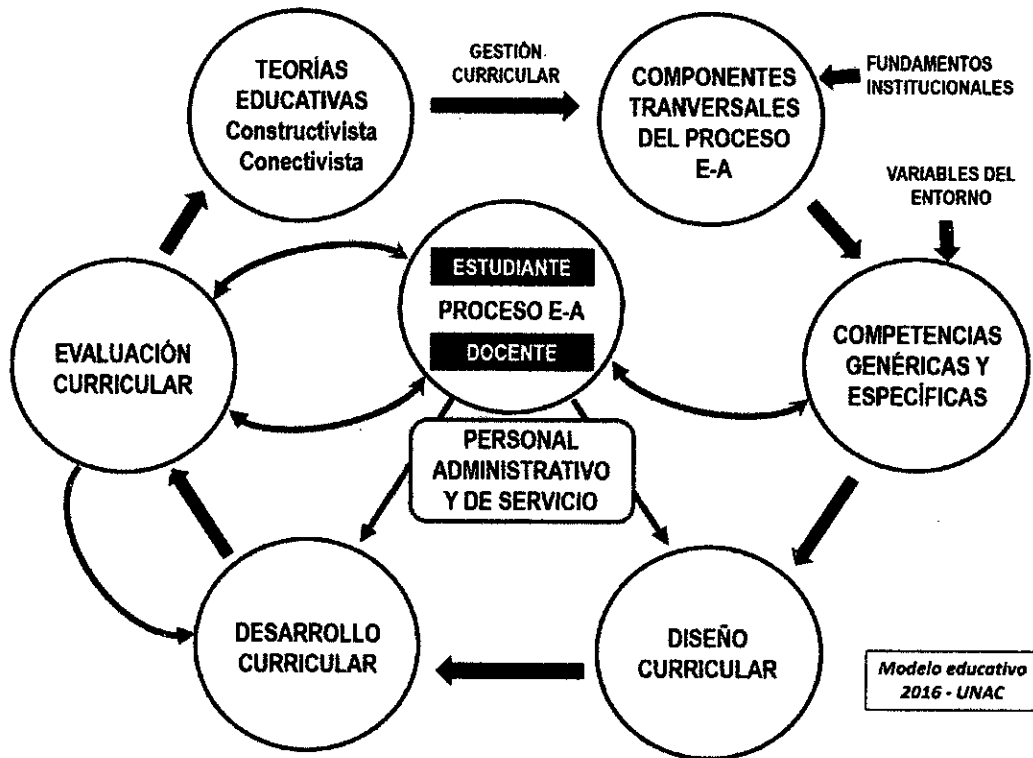 TEORÍAS
EDUCATIVAS
Constructivista
Conectivista
GESTIÓN
CURRICULAR
COMPONENTES
TRANVERSALES
DEL PROCESO
E-A
FUNDAMENTOS
INSTITUCIONALES
VARIABLES DEL
ENTORNO
ESTUDIANTE
PROCESO E-A
DOCENTE
EVALUACIÓN
CURRICULAR
COMPETENCIAS
GENÉRICAS Y
ESPECÍFICAS
PERSONAL
ADMINISTRATIVO
Y DE SERVICIO
DESARROLLO
CURRICULAR
DISEÑO
CURRICULAR
Modelo educativo
2016 - UNAC